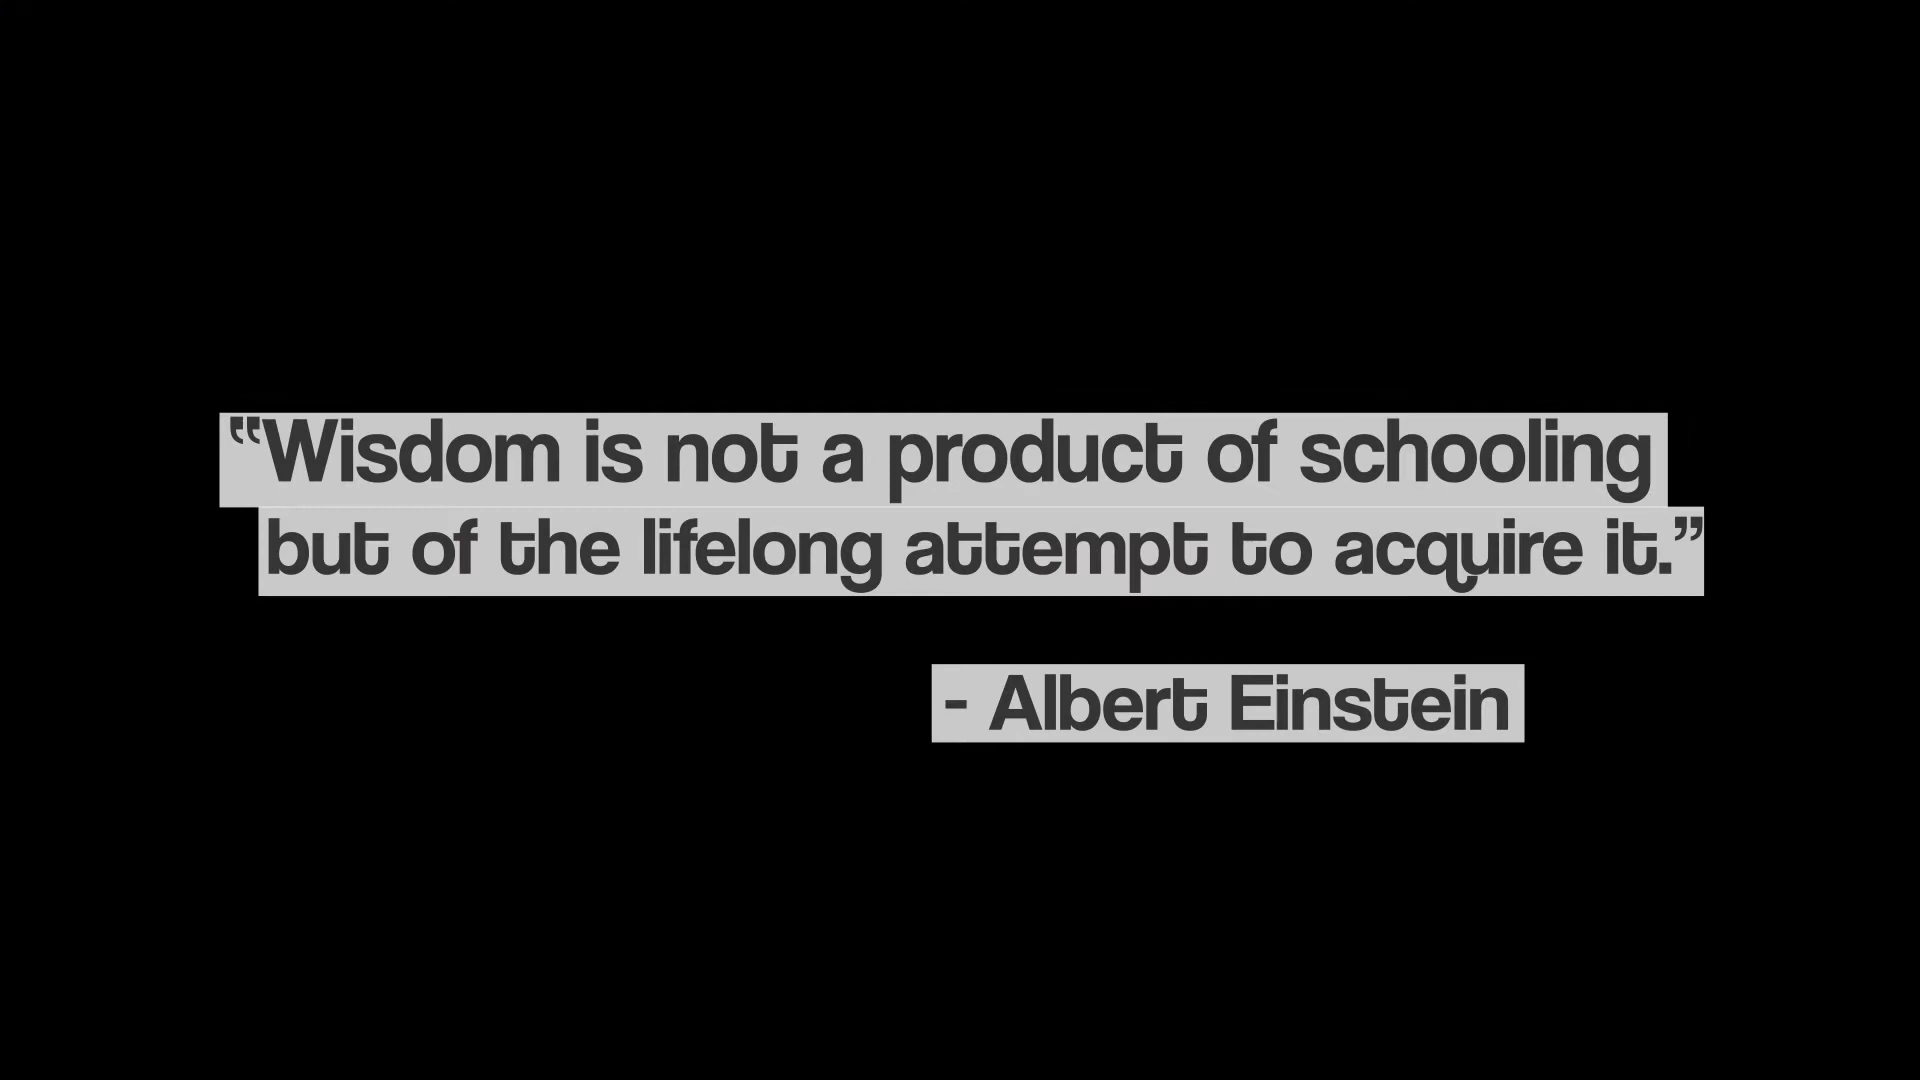 “Wisdom is not a product of schooling
but of the lifelong attempt to acquire it.”
- Albert Einstein